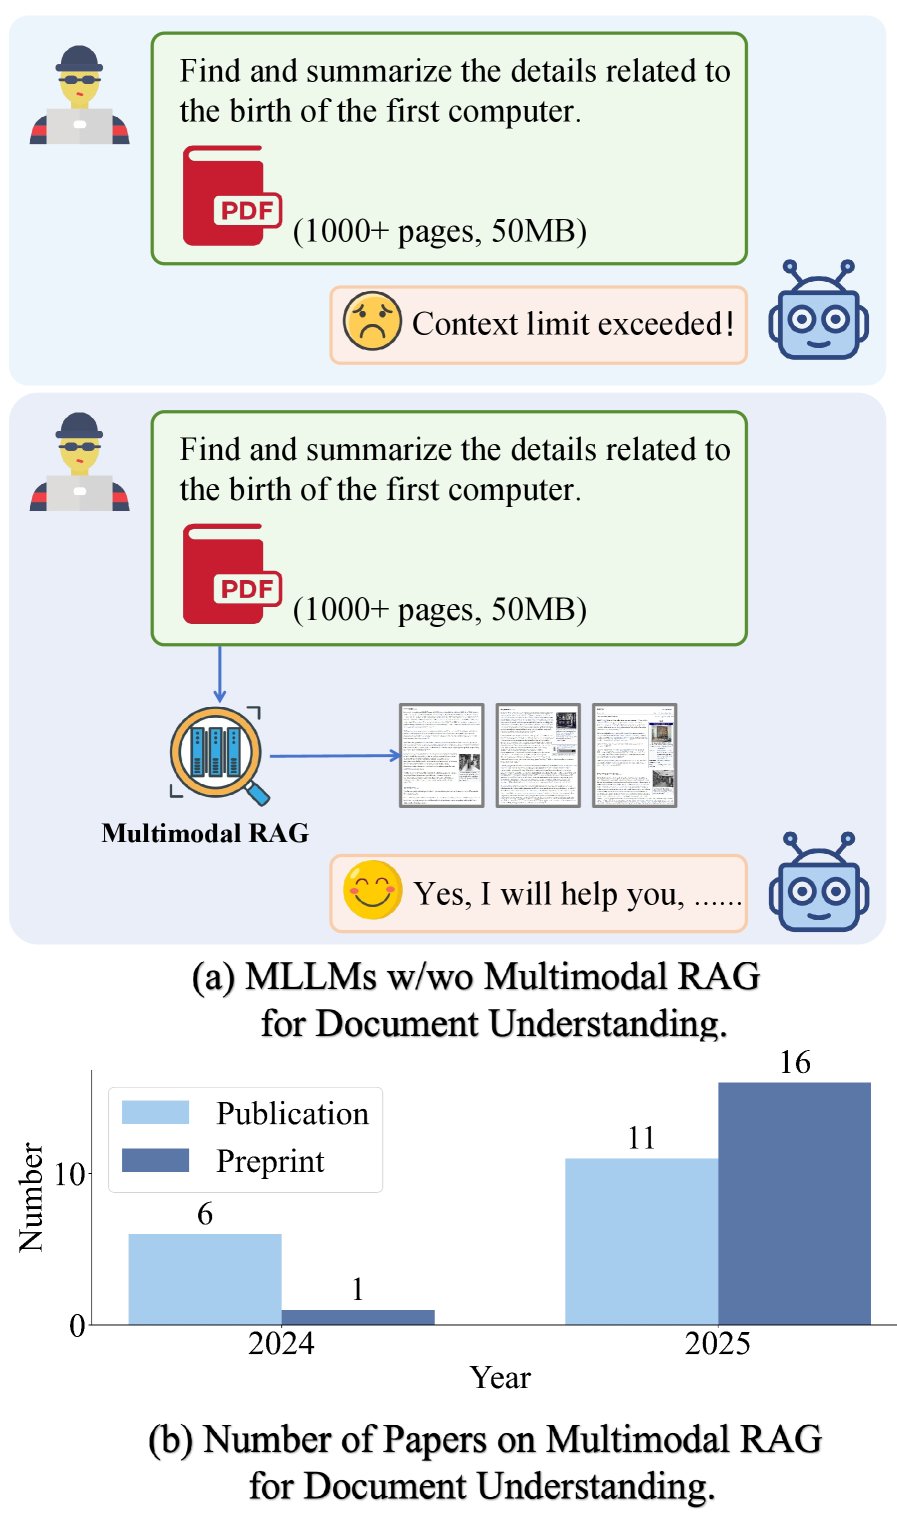 Find and summarize the details related to
the birth of the first computer.
PDF
(1000+ pages, 50MB)
Context limit exceeded!
Find and summarize the details related to
the birth of the first computer.
PDF
(1000+ pages, 50MB)
Multimodal RAG
Yes, I will help you, ......
(a) MLLMs w/wo Multimodal RAG
for Document Understanding.
16
Publication
11
Preprint
10
Number
6
1
0
2024
2025
Year
(b) Number of Papers on Multimodal RAG
for Document Understanding.